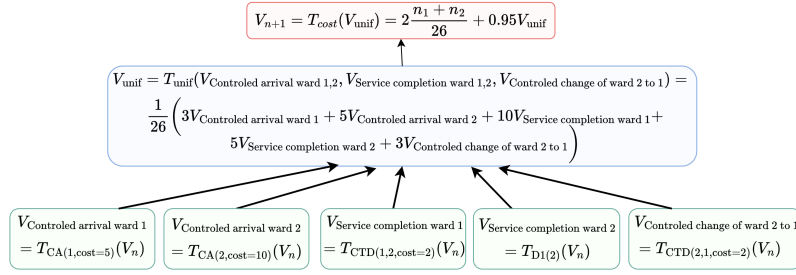 V_{n+1} = T_{cost}(V_{unif}) = 2 \frac{n_1 + n_2}{26} + 0.95V_{unif}
V_{unif} = T_{unif}(V_{Controled arrival ward 1,2}, V_{Service completion ward 1,2}, V_{Controled change of ward 2 to 1}) =
\frac{1}{26} ( 3V_{Controled arrival ward 1} + 5V_{Controled arrival ward 2} + 10V_{Service completion ward 1} +
5V_{Service completion ward 2} + 3V_{Controled change of ward 2 to 1} )
V_{Controled arrival ward 1}
= T_{CA(1,cost=5)}(V_n)
V_{Controled arrival ward 2}
= T_{CA(2,cost=10)}(V_n)
V_{Service completion ward 1}
= T_{CTD(1,2,cost=2)}(V_n)
V_{Service completion ward 2}
= T_{D1(2)}(V_n)
V_{Controled change of ward 2 to 1}
= T_{CTD(2,1,cost=2)}(V_n)